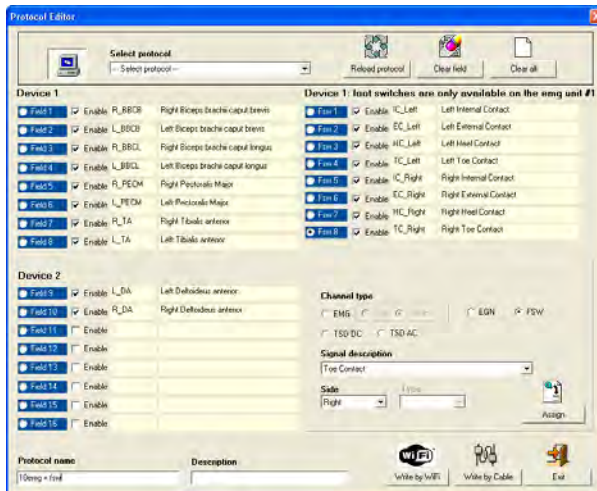 Protocol Editor
Select protocol
-- Select protocol --
Reload protocol
Clear field
Clear all
Device 1
Field 1 Enable R_BBCB Right Biceps brachii caput brevis
Field 2 Enable L_BBCB Left Biceps brachii caput brevis
Field 3 Enable R_BBCL Right Biceps brachii caput longus
Field 4 Enable L_BBCL Left Biceps brachii caput longus
Field 5 Enable R_PECM Right Pectoralis Major
Field 6 Enable L_PECM Left Pectoralis Major
Field 7 Enable R_TA Right Tibialis anterior
Field 8 Enable L_TA Left Tibialis anterior
Device 1: foot switches are only available on the emg unit #1
Fsw 1 Enable IC_Left Left Internal Contact
Fsw 2 Enable EC_Left Left External Contact
Fsw 3 Enable HC_Left Left Heel Contact
Fsw 4 Enable TC_Left Left Toe Contact
Fsw 5 Enable IC_Right Right Internal Contact
Fsw 6 Enable EC_Right Right External Contact
Fsw 7 Enable HC_Right Right Heel Contact
Fsw 8 Enable TC_Right Right Toe Contact
Device 2
Field 9 Enable L_DA Left Deltoideus anterior
Field 10 Enable R_DA Right Deltoideus anterior
Field 11 Enable
Field 12 Enable
Field 13 Enable
Field 14 Enable
Field 15 Enable
Field 16 Enable
Channel type
EMG
EGN FSW
TSD DC TSD AC
Signal description
Toe Contact
Side Type
Right
Assign
Protocol name
10emg + fsw
Description
WiFi
Write by WiFi
Write by Cable
Exit